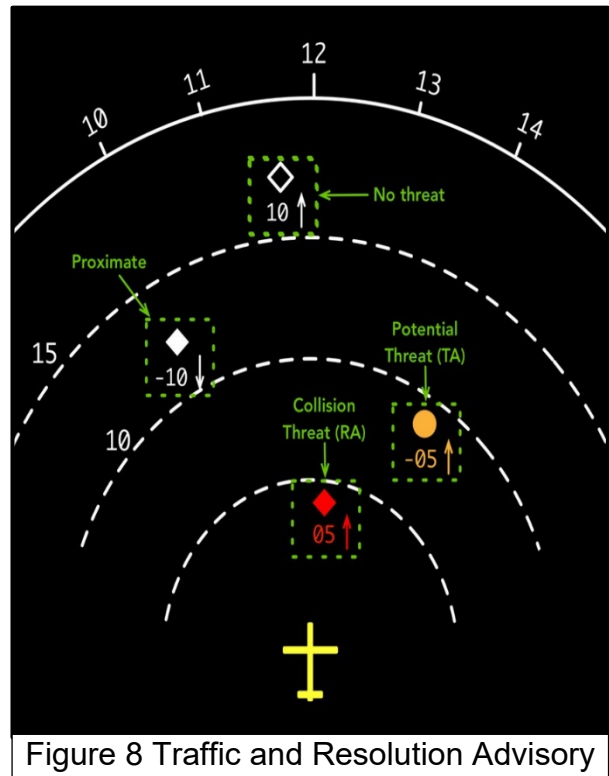 12
11
13
10
14
No threat
10
Proximate
15
-10
Potential
Threat (TA)
10
Collision
Threat (RA)
-05
05
Figure 8 Traffic and Resolution Advisory